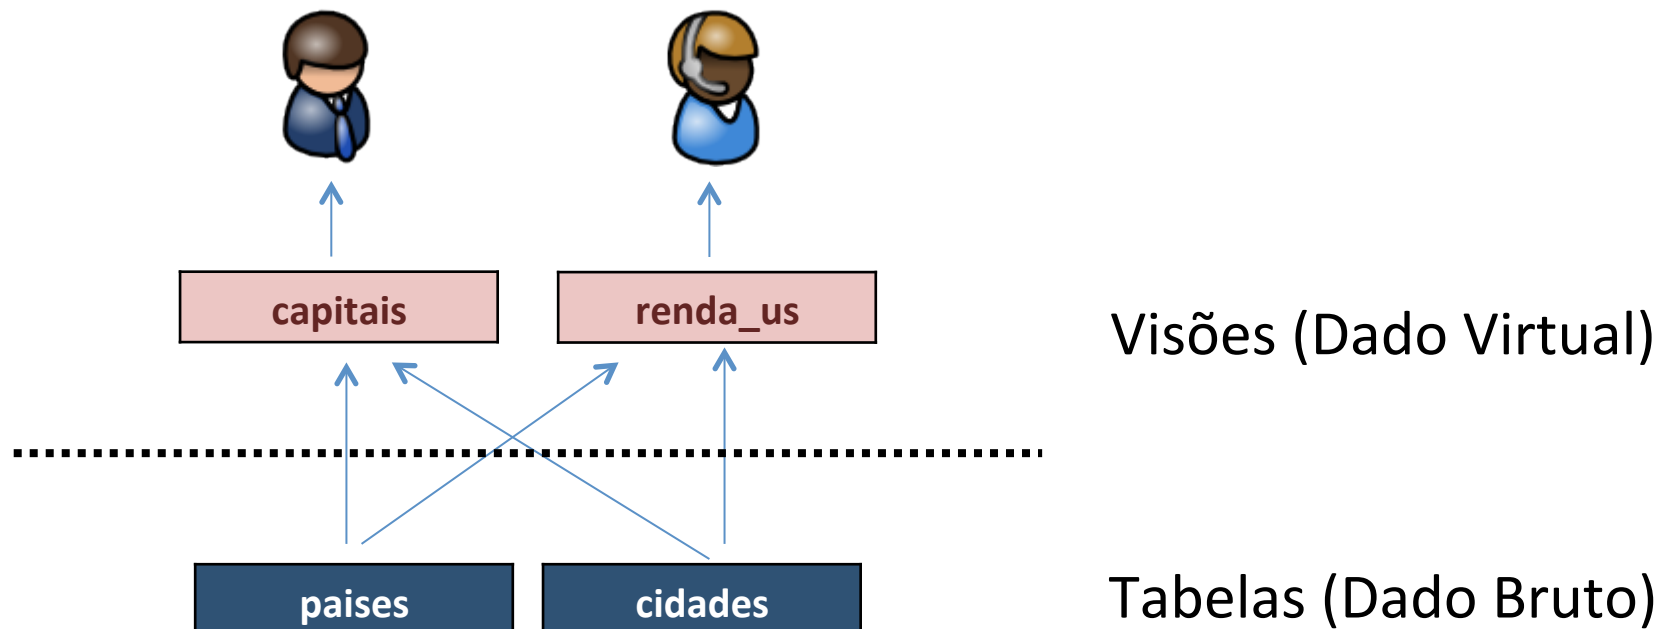 capitais
renda_us
Visões (Dado Virtual)
paises
cidades
Tabelas (Dado Bruto)